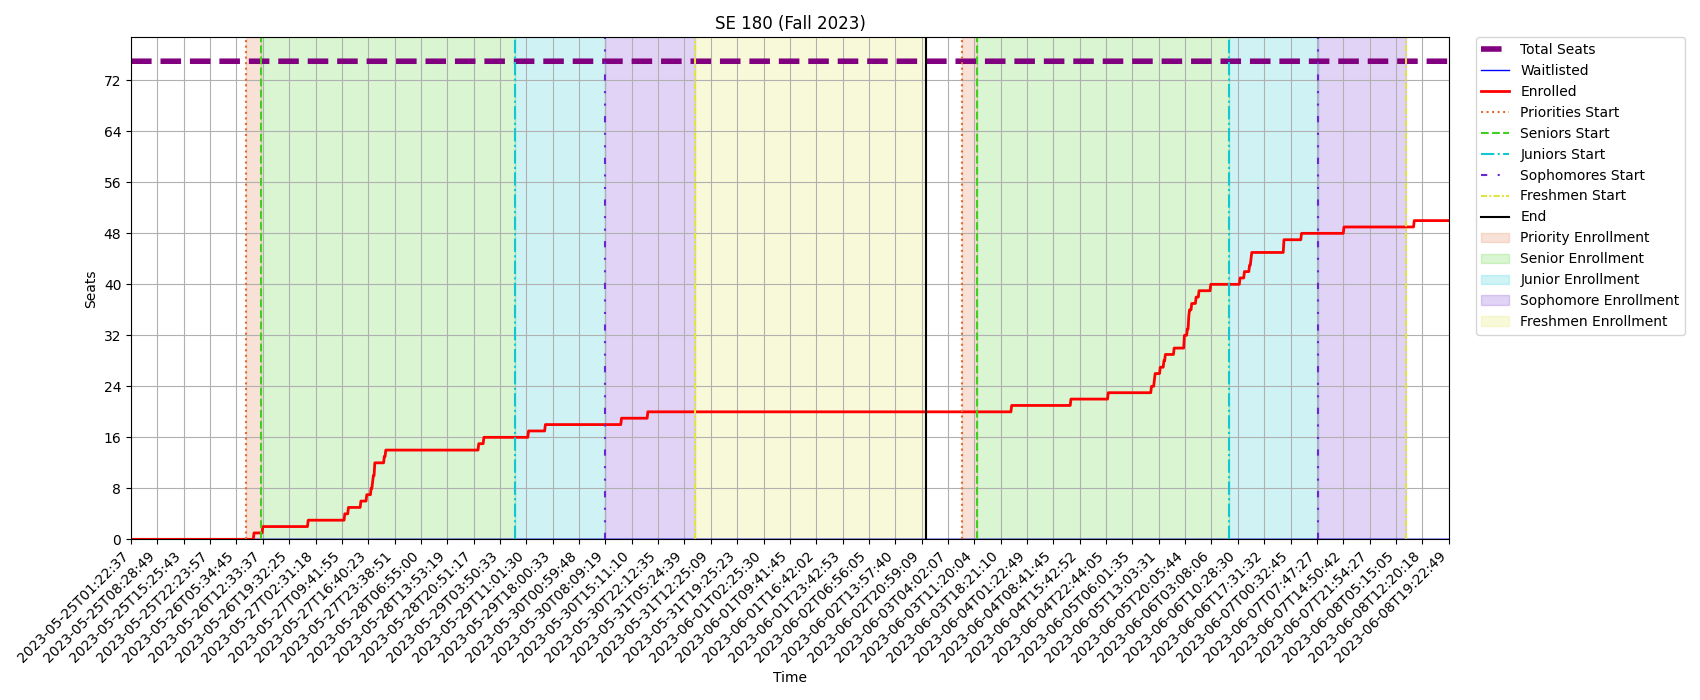 SE 180 (Fall 2023)
Seats
72
64
56
48
40
32
24
16
8
0
2023-05-25T01:22:37
2023-05-25T08:28:49
2023-05-25T15:25:43
2023-05-25T22:23:57
2023-05-26T05:34:45
2023-05-26T12:33:37
2023-05-26T19:32:25
2023-05-27T02:31:18
2023-05-27T09:41:55
2023-05-27T16:40:23
2023-05-27T23:38:51
2023-05-28T06:55:00
2023-05-28T13:53:19
2023-05-28T20:51:17
2023-05-29T03:50:33
2023-05-29T11:01:30
2023-05-29T18:00:33
2023-05-30T00:59:48
2023-05-30T08:09:19
2023-05-30T15:11:10
2023-05-30T22:12:35
2023-05-31T05:24:39
2023-05-31T12:25:09
2023-05-31T19:25:23
2023-06-01T02:25:30
2023-06-01T09:41:45
2023-06-01T16:42:02
2023-06-01T23:42:53
2023-06-02T06:56:05
2023-06-02T13:57:40
2023-06-02T20:59:09
2023-06-03T04:02:07
2023-06-03T11:20:04
2023-06-03T18:21:10
2023-06-04T01:22:49
2023-06-04T08:41:45
2023-06-04T15:42:52
2023-06-04T22:44:05
2023-06-05T06:01:35
2023-06-05T13:03:31
2023-06-05T20:05:44
2023-06-06T03:08:06
2023-06-06T10:28:30
2023-06-06T17:31:32
2023-06-07T00:32:45
2023-06-07T07:47:27
2023-06-07T14:50:42
2023-06-07T21:54:27
2023-06-08T05:15:05
2023-06-08T12:20:18
2023-06-08T19:22:49
Time
Total Seats
Waitlisted
Enrolled
Priorities Start
Seniors Start
Juniors Start
Sophomores Start
Freshmen Start
End
Priority Enrollment
Senior Enrollment
Junior Enrollment
Sophomore Enrollment
Freshmen Enrollment